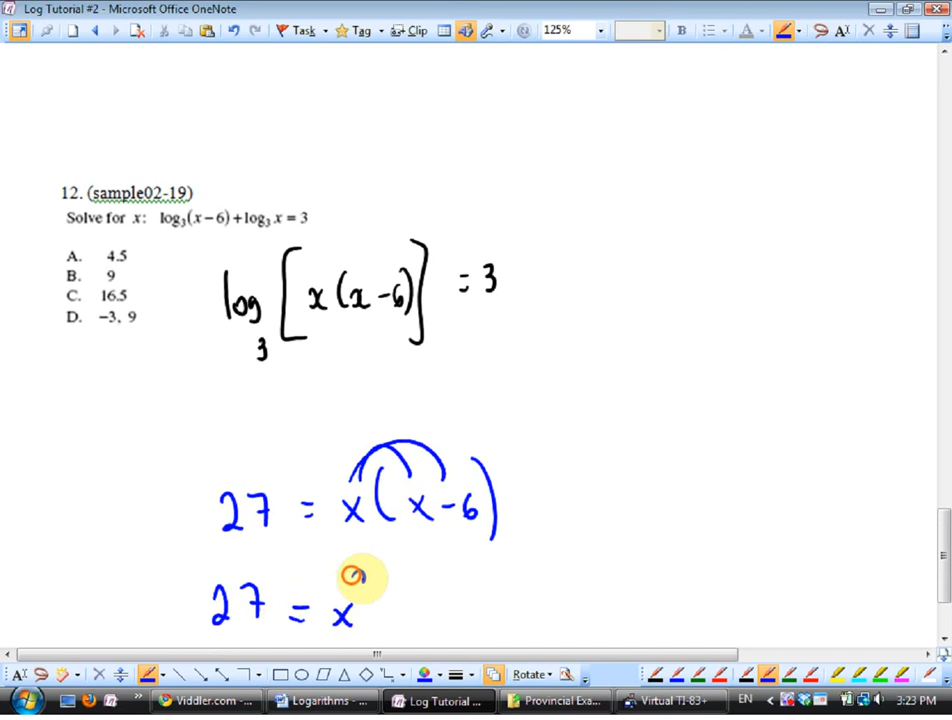 Log Tutorial #2 - Microsoft Office OneNote
Task Tag Clip 125% B A
12. (sample02-19)
Solve for x: log₃(x−6)+log₃ x = 3
A. 4.5
B. 9
C. 16.5
D. −3, 9
log₃ [x(x−6)] = 3
27 = x(x−6)
27 = x
Rotate
Viddler.com -... Logarithms -... Log Tutorial ... Provincial Exa... Virtual TI-83+ EN 3:23 PM